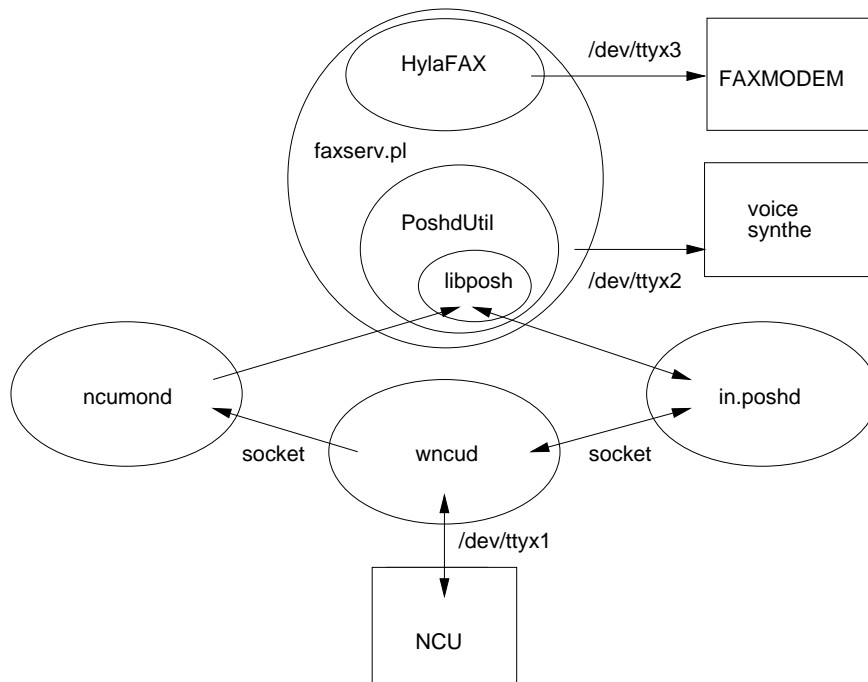 /dev/ttyx3
HylaFAX
FAXMODEM
faxserv.pl
voice
synthe
PoshdUtil
libposh
/dev/ttyx2
ncumond
in.poshd
socket
wncud
socket
/dev/ttyx1
NCU